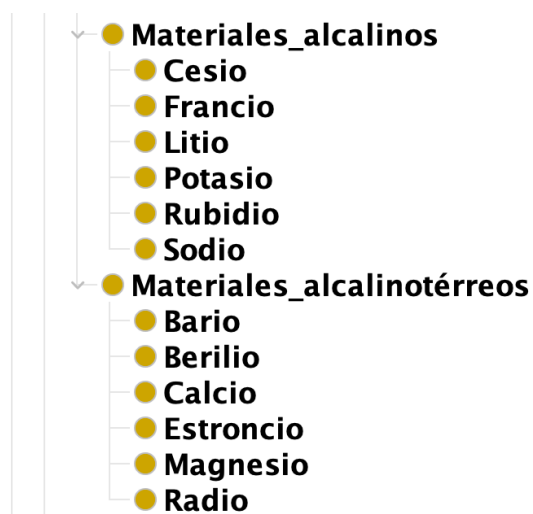 Materiales_alcalinos
Cesio
Francio
Litio
Potasio
Rubidio
Sodio
Materiales_alcalinotérreos
Bario
Berilio
Calcio
Estroncio
Magnesio
Radio